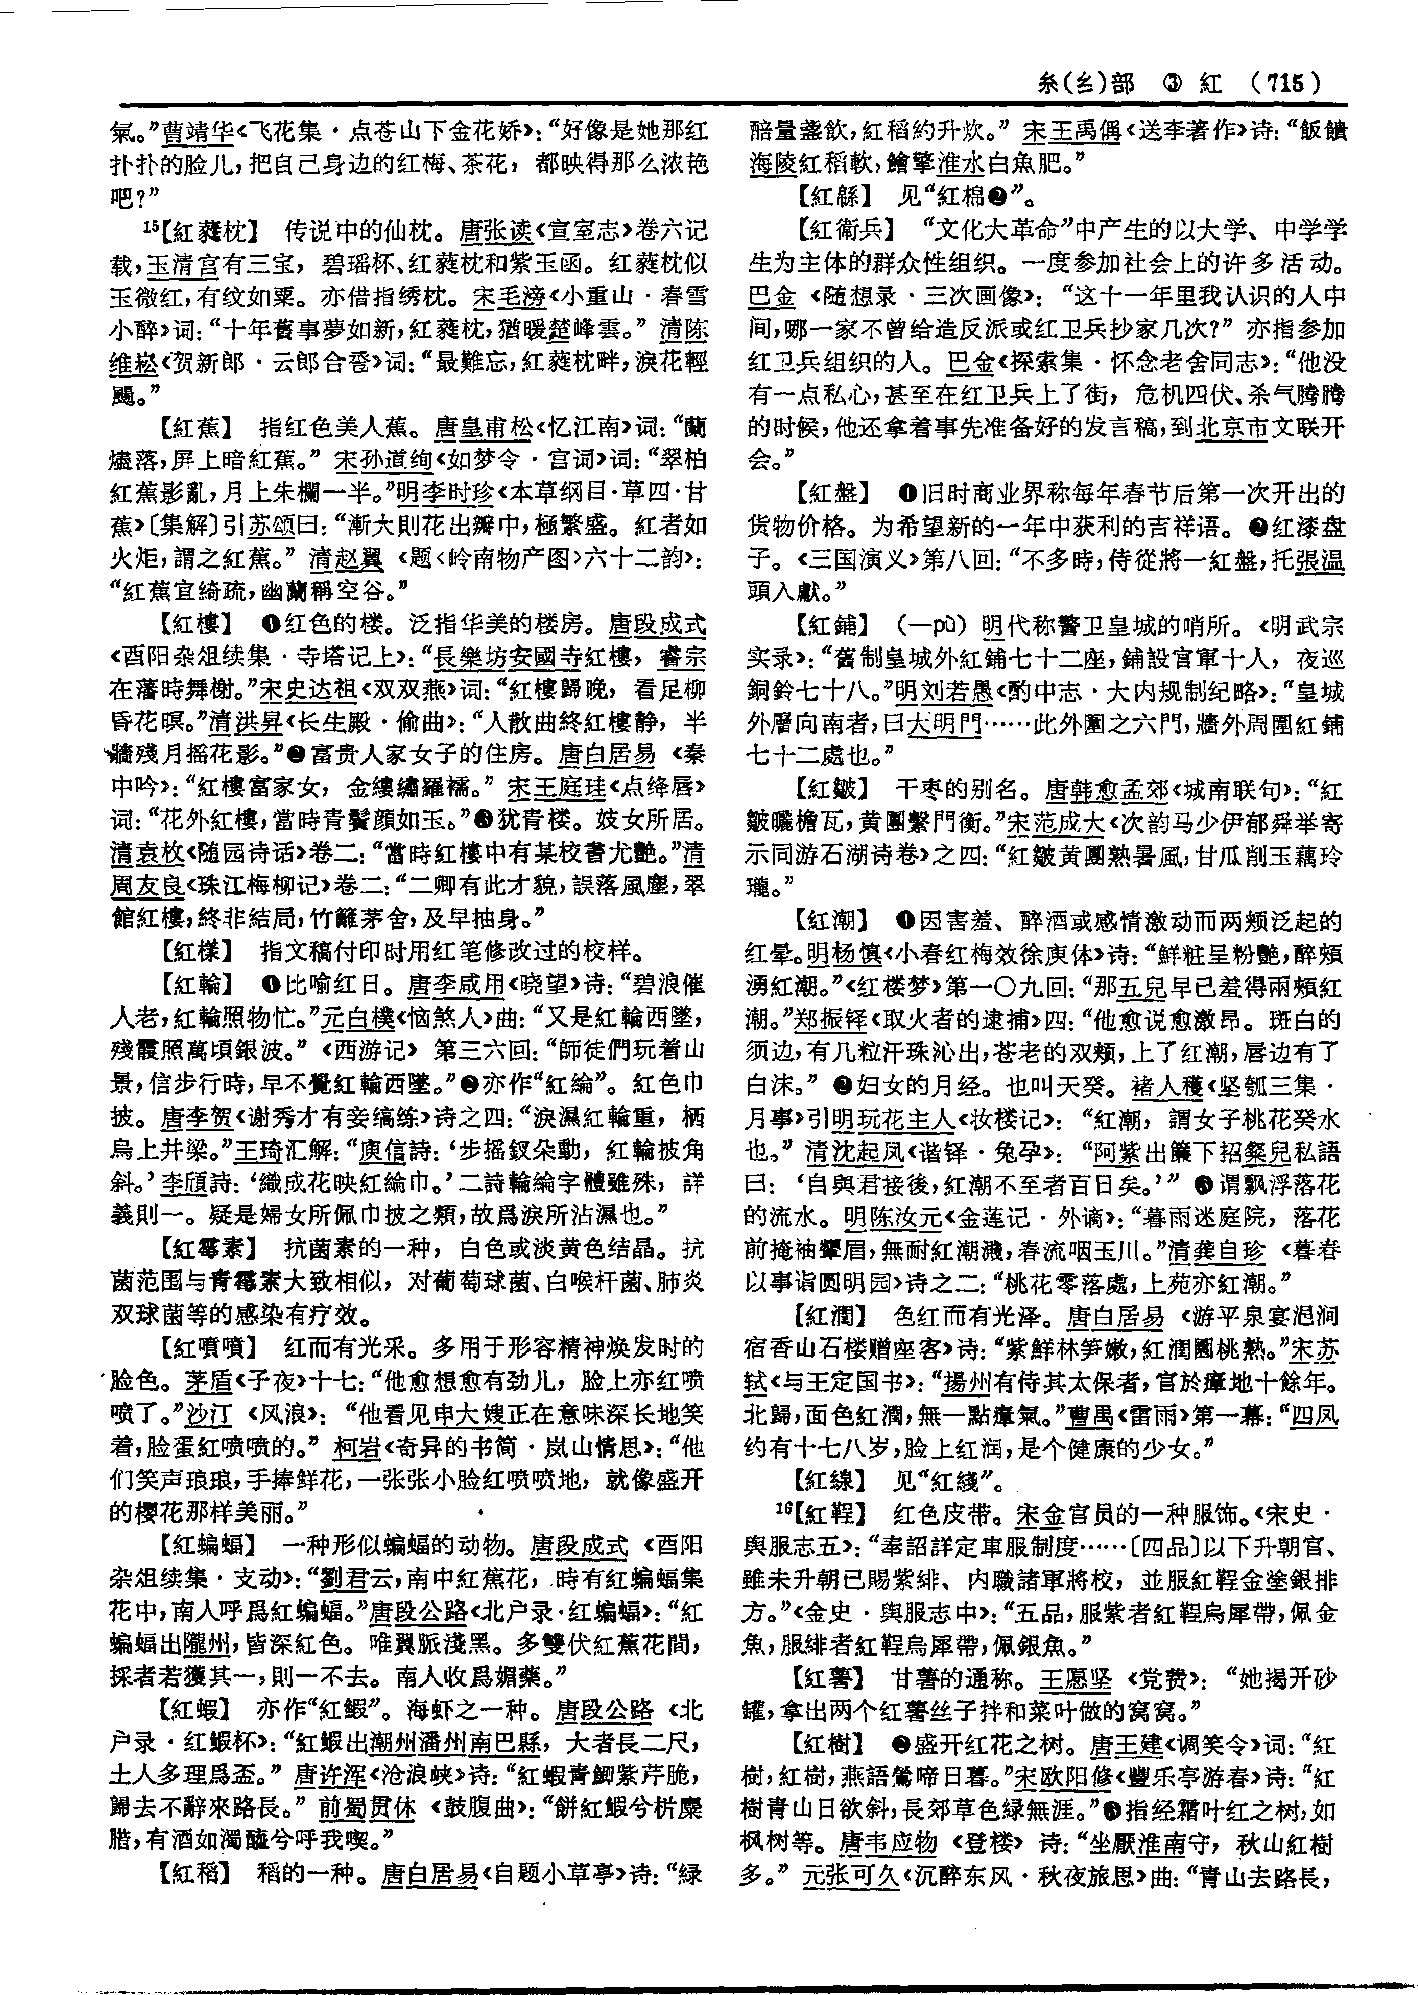 糸(纟)部 ③ 紅 (715)
氣。”曹靖华《飞花集·点苍山下金花娇》：“好像是她那红
扑扑的脸儿，把自己身边的红梅、茶花，都映得那么浓艳
吧？”
¹⁵【紅蕤枕】 传说中的仙枕。唐张读《宣室志》卷六记
载，玉清宫有三宝，碧瑶杯、红蕤枕和紫玉函。红蕤枕似
玉微红，有纹如粟。亦借指绣枕。宋毛滂《小重山·春雪
小醉》词：“十年舊事夢如新，紅蕤枕，猶暖楚峰雲。”清陈
维崧《贺新郎·云郎合卺》词：“最難忘，紅蕤枕畔，淚花輕
颺。”
【紅蕉】 指红色美人蕉。唐皇甫松《忆江南》词：“蘭
燼落，屏上暗紅蕉。”宋孙道绚《如梦令·宫词》词：“翠柏
紅蕉影亂，月上朱欄一半。”明李时珍《本草纲目·草四·甘
蕉》〔集解〕引苏颂曰：“漸大則花出瓣中，極繁盛。紅者如
火炬，謂之紅蕉。”清赵翼《题〈岭南物产图〉六十二韵》：
“紅蕉宜绮疏，幽蘭稱空谷。”
【紅樓】 ❶红色的楼。泛指华美的楼房。唐段成式
《酉阳杂俎续集·寺塔记上》：“長樂坊安國寺紅樓，睿宗
在藩時舞榭。”宋史达祖《双双燕》词：“紅樓歸晚，看足柳
昏花暝。”清洪昇《长生殿·偷曲》：“人散曲終紅樓静，半
牆殘月摇花影。”❷富贵人家女子的住房。唐白居易《秦
中吟》：“紅樓富家女，金縷繡羅襦。”宋王庭珪《点绛唇》
词：“花外紅樓，當時青鬢顔如玉。”❸犹青楼。妓女所居。
清袁枚《随园诗话》卷二：“當時紅樓中有某校書尤艷。”清
周友良《珠江梅柳记》卷二：“二卿有此才貌，誤落風塵，翠
館紅樓，終非結局，竹籬茅舍，及早抽身。”
【紅樣】 指文稿付印时用红笔修改过的校样。
【紅輪】 ❶比喻红日。唐李咸用《晓望》诗：“碧浪催
人老，紅輪照物忙。”元白樸《恼煞人》曲：“又是紅輪西墜，
殘霞照萬頃銀波。”《西游记》第三六回：“師徒們玩着山
景，信步行時，早不覺紅輪西墜。”❷亦作“紅綸”。红色巾
披。唐李贺《谢秀才有妾缟练》诗之四：“淚濕紅輪重，栖
烏上井梁。”王琦汇解：“庾信詩：‘步摇釵朵動，紅輪披角
斜。’李頎詩：‘織成花映紅綸巾。’二詩輪綸字體雖殊，詳
義則一。疑是婦女所佩巾披之類，故爲淚所沾濕也。”
【紅霉素】 抗菌素的一种，白色或淡黄色结晶。抗
菌范围与青霉素大致相似，对葡萄球菌、白喉杆菌、肺炎
双球菌等的感染有疗效。
【紅噴噴】 红而有光采。多用于形容精神焕发时的
脸色。茅盾《子夜》十七：“他愈想愈有劲儿，脸上亦红喷
喷了。”沙汀《风浪》：“他看见申大嫂正在意味深长地笑
着，脸蛋紅喷喷的。”柯岩《奇异的书简·岚山情思》：“他
们笑声琅琅，手捧鲜花，一张张小脸红喷喷地，就像盛开
的樱花那样美丽。”
【紅蝙蝠】 一种形似蝙蝠的动物。唐段成式《酉阳
杂俎续集·支动》：“劉君云，南中紅蕉花，時有紅蝙蝠集
花中，南人呼爲紅蝙蝠。”唐段公路《北户录·红蝙蝠》：“紅
蝙蝠出隴州，皆深紅色。唯翼脈淺黑。多雙伏紅蕉花間，
採者若獲其一，則一不去。南人收爲媚藥。”
【紅蝦】 亦作“紅鰕”。海虾之一种。唐段公路《北
户录·红鰕杯》：“紅鰕出潮州潘州南巴縣，大者長二尺，
土人多理爲盃。”唐许浑《沧浪峡》诗：“紅蝦青鯽紫芹脆，
歸去不辭來路長。”前蜀贯休《鼓腹曲》：“餅紅鰕兮析麋
腊，有酒如濁醯兮呼我喫。”
【紅稻】 稻的一种。唐白居易《自题小草亭》诗：“緑
醅量盞飲，紅稻約升炊。”宋王禹偁《送李著作》诗：“飯饋
海陵紅稻軟，鱠擎淮水白魚肥。”
【紅緜】 见“紅棉❷”。
【紅衛兵】 “文化大革命”中产生的以大学、中学学
生为主体的群众性组织。一度参加社会上的许多活动。
巴金《随想录·三次画像》：“这十一年里我认识的人中
间，哪一家不曾给造反派或红卫兵抄家几次？”亦指参加
红卫兵组织的人。巴金《探索集·怀念老舍同志》：“他没
有一点私心，甚至在红卫兵上了街，危机四伏、杀气腾腾
的时候，他还拿着事先准备好的发言稿，到北京市文联开
会。”
【紅盤】 ❶旧时商业界称每年春节后第一次开出的
货物价格。为希望新的一年中获利的吉祥语。❷红漆盘
子。《三国演义》第八回：“不多時，侍從將一紅盤，托張温
頭入獻。”
【紅鋪】 （—pù）明代称警卫皇城的哨所。《明武宗
实录》：“舊制皇城外紅鋪七十二座，鋪設官軍十人，夜巡
銅鈴七十八。”明刘若愚《酌中志·大内规制纪略》：“皇城
外層向南者，曰大明門……此外圍之六門，牆外周圍紅鋪
七十二處也。”
【紅皺】 干枣的别名。唐韩愈孟郊《城南联句》：“紅
皺曬檐瓦，黄團繫門衡。”宋范成大《次韵马少伊郁舜举寄
示同游石湖诗卷》之四：“紅皺黄團熟暑風，甘瓜削玉藕玲
瓏。”
【紅潮】 ❶因害羞、醉酒或感情激动而两颊泛起的
红晕。明杨慎《小春红梅效徐庾体》诗：“鮮粧呈粉艷，醉頰
湧紅潮。”《红楼梦》第一〇九回：“那五兒早已羞得兩頰紅
潮。”郑振铎《取火者的逮捕》四：“他愈说愈激昂。斑白的
须边，有几粒汗珠沁出，苍老的双颊，上了红潮，唇边有了
白沫。”❷妇女的月经。也叫天癸。褚人穫《坚瓠三集·
月事》引明玩花主人《妆楼记》：“紅潮，謂女子桃花癸水
也。”清沈起凤《谐铎·兔孕》：“阿紫出簾下招粲兒私語
曰：‘自與君接後，紅潮不至者百日矣。’”❸谓飘浮落花
的流水。明陈汝元《金莲记·外谪》：“暮雨迷庭院，落花
前掩袖顰眉，無耐紅潮濺，春流咽玉川。”清龚自珍《暮春
以事诣圆明园》诗之二：“桃花零落處，上苑亦紅潮。”
【紅潤】 色红而有光泽。唐白居易《游平泉宴浥涧
宿香山石楼赠座客》诗：“紫鮮林笋嫩，紅潤園桃熟。”宋苏
轼《与王定国书》：“揚州有侍其太保者，官於瘴地十餘年。
北歸，面色紅潤，無一點瘴氣。”曹禺《雷雨》第一幕：“四凤
约有十七八岁，脸上红润，是个健康的少女。”
【紅線】 见“紅綫”。
¹⁶【紅鞓】 红色皮带。宋金官员的一种服饰。《宋史·
舆服志五》：“奉詔詳定車服制度……〔四品〕以下升朝官、
雖未升朝已賜紫緋、内職諸軍將校，並服紅鞓金塗銀排
方。”《金史·舆服志中》：“五品，服紫者紅鞓烏犀帶，佩金
魚，服緋者紅鞓烏犀帶，佩銀魚。”
【紅薯】 甘薯的通称。王愿坚《党费》：“她揭开砂
罐，拿出两个红薯丝子拌和菜叶做的窝窝。”
【紅樹】 ❷盛开红花之树。唐王建《调笑令》词：“紅
樹，紅樹，燕語鶯啼日暮。”宋欧阳修《豐乐亭游春》诗：“紅
樹青山日欲斜，長郊草色緑無涯。”❸指经霜叶红之树，如
枫树等。唐韦应物《登楼》诗：“坐厭淮南守，秋山紅樹
多。”元张可久《沉醉东风·秋夜旅思》曲：“青山去路長，